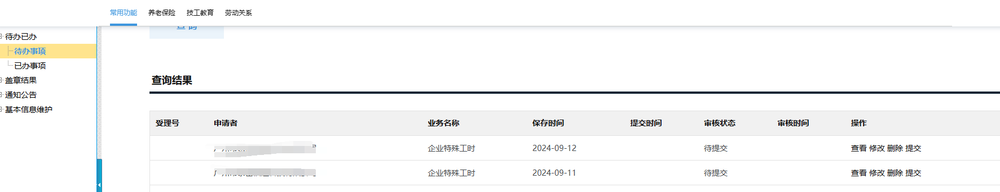 常用功能 养老保险 技工教育 劳动关系
查 询
待办已办
待办事项
已办事项
盖章结果
通知公告
基本信息维护
查询结果
受理号 申请者 业务名称 保存时间 提交时间 审核状态 审核时间 操作
企业特殊工时 2024-09-12 待提交 查看 修改 删除 提交
企业特殊工时 2024-09-11 待提交 查看 修改 删除 提交